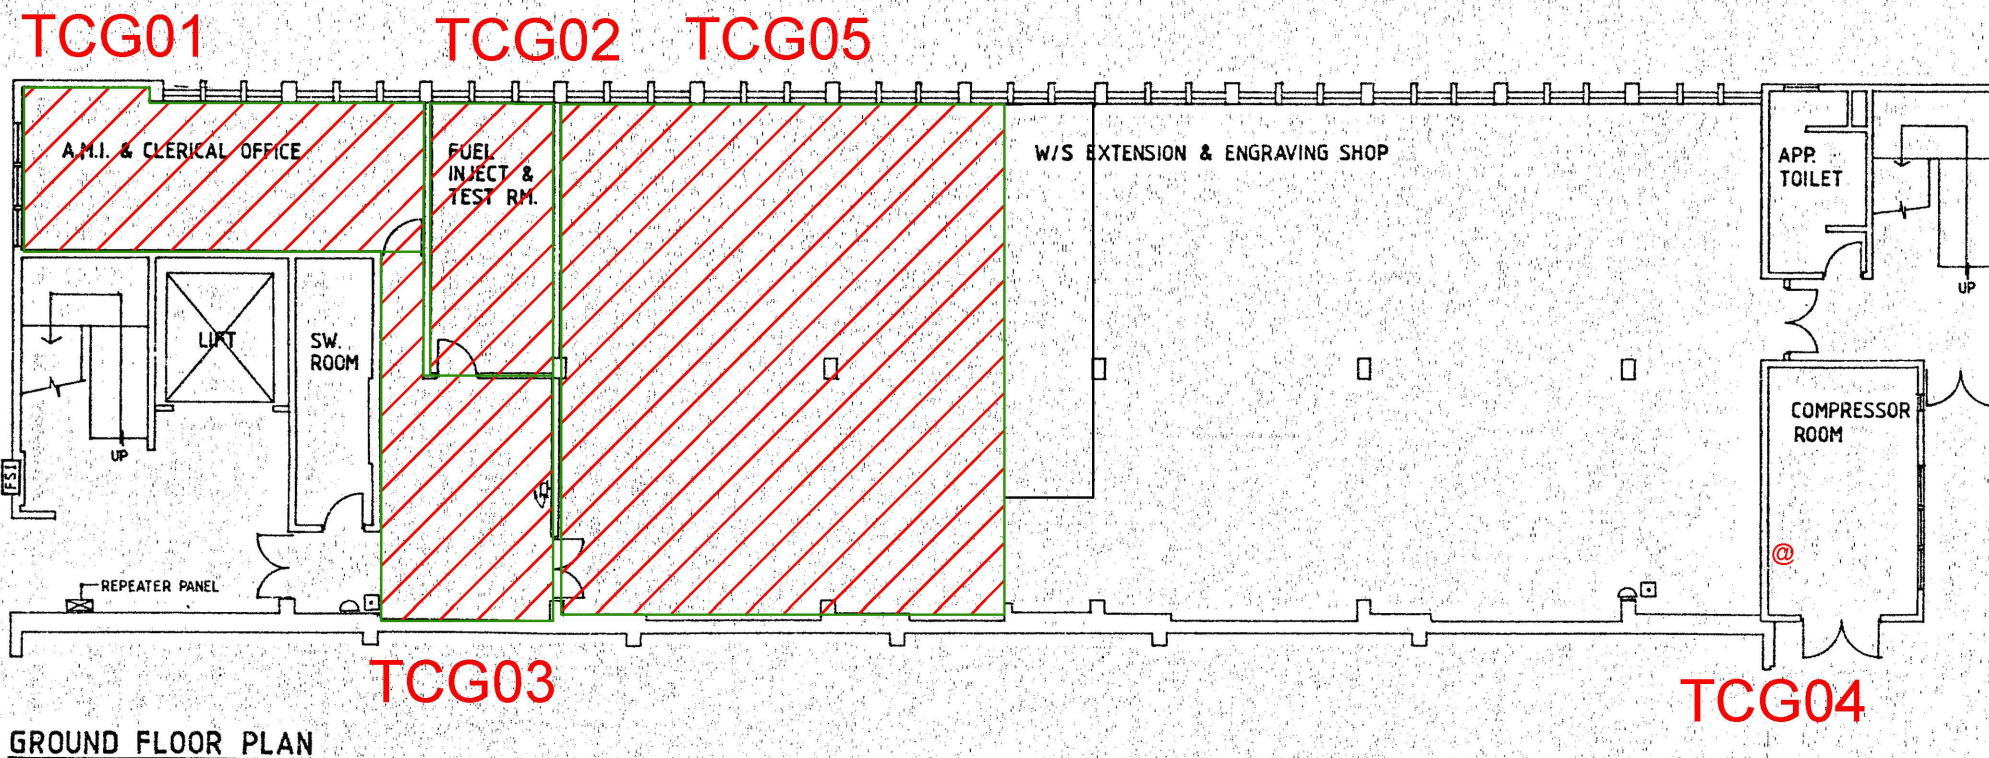 TCG01
TCG02
TCG05
A.M.I. & CLERICAL OFFICE
FUEL
INJECT &
TEST RM.
W/S EXTENSION & ENGRAVING SHOP
APP.
TOILET
UP
LIFT
SW.
ROOM
COMPRESSOR
ROOM
UP
FSI
@
REPEATER PANEL
TCG03
TCG04
GROUND FLOOR PLAN